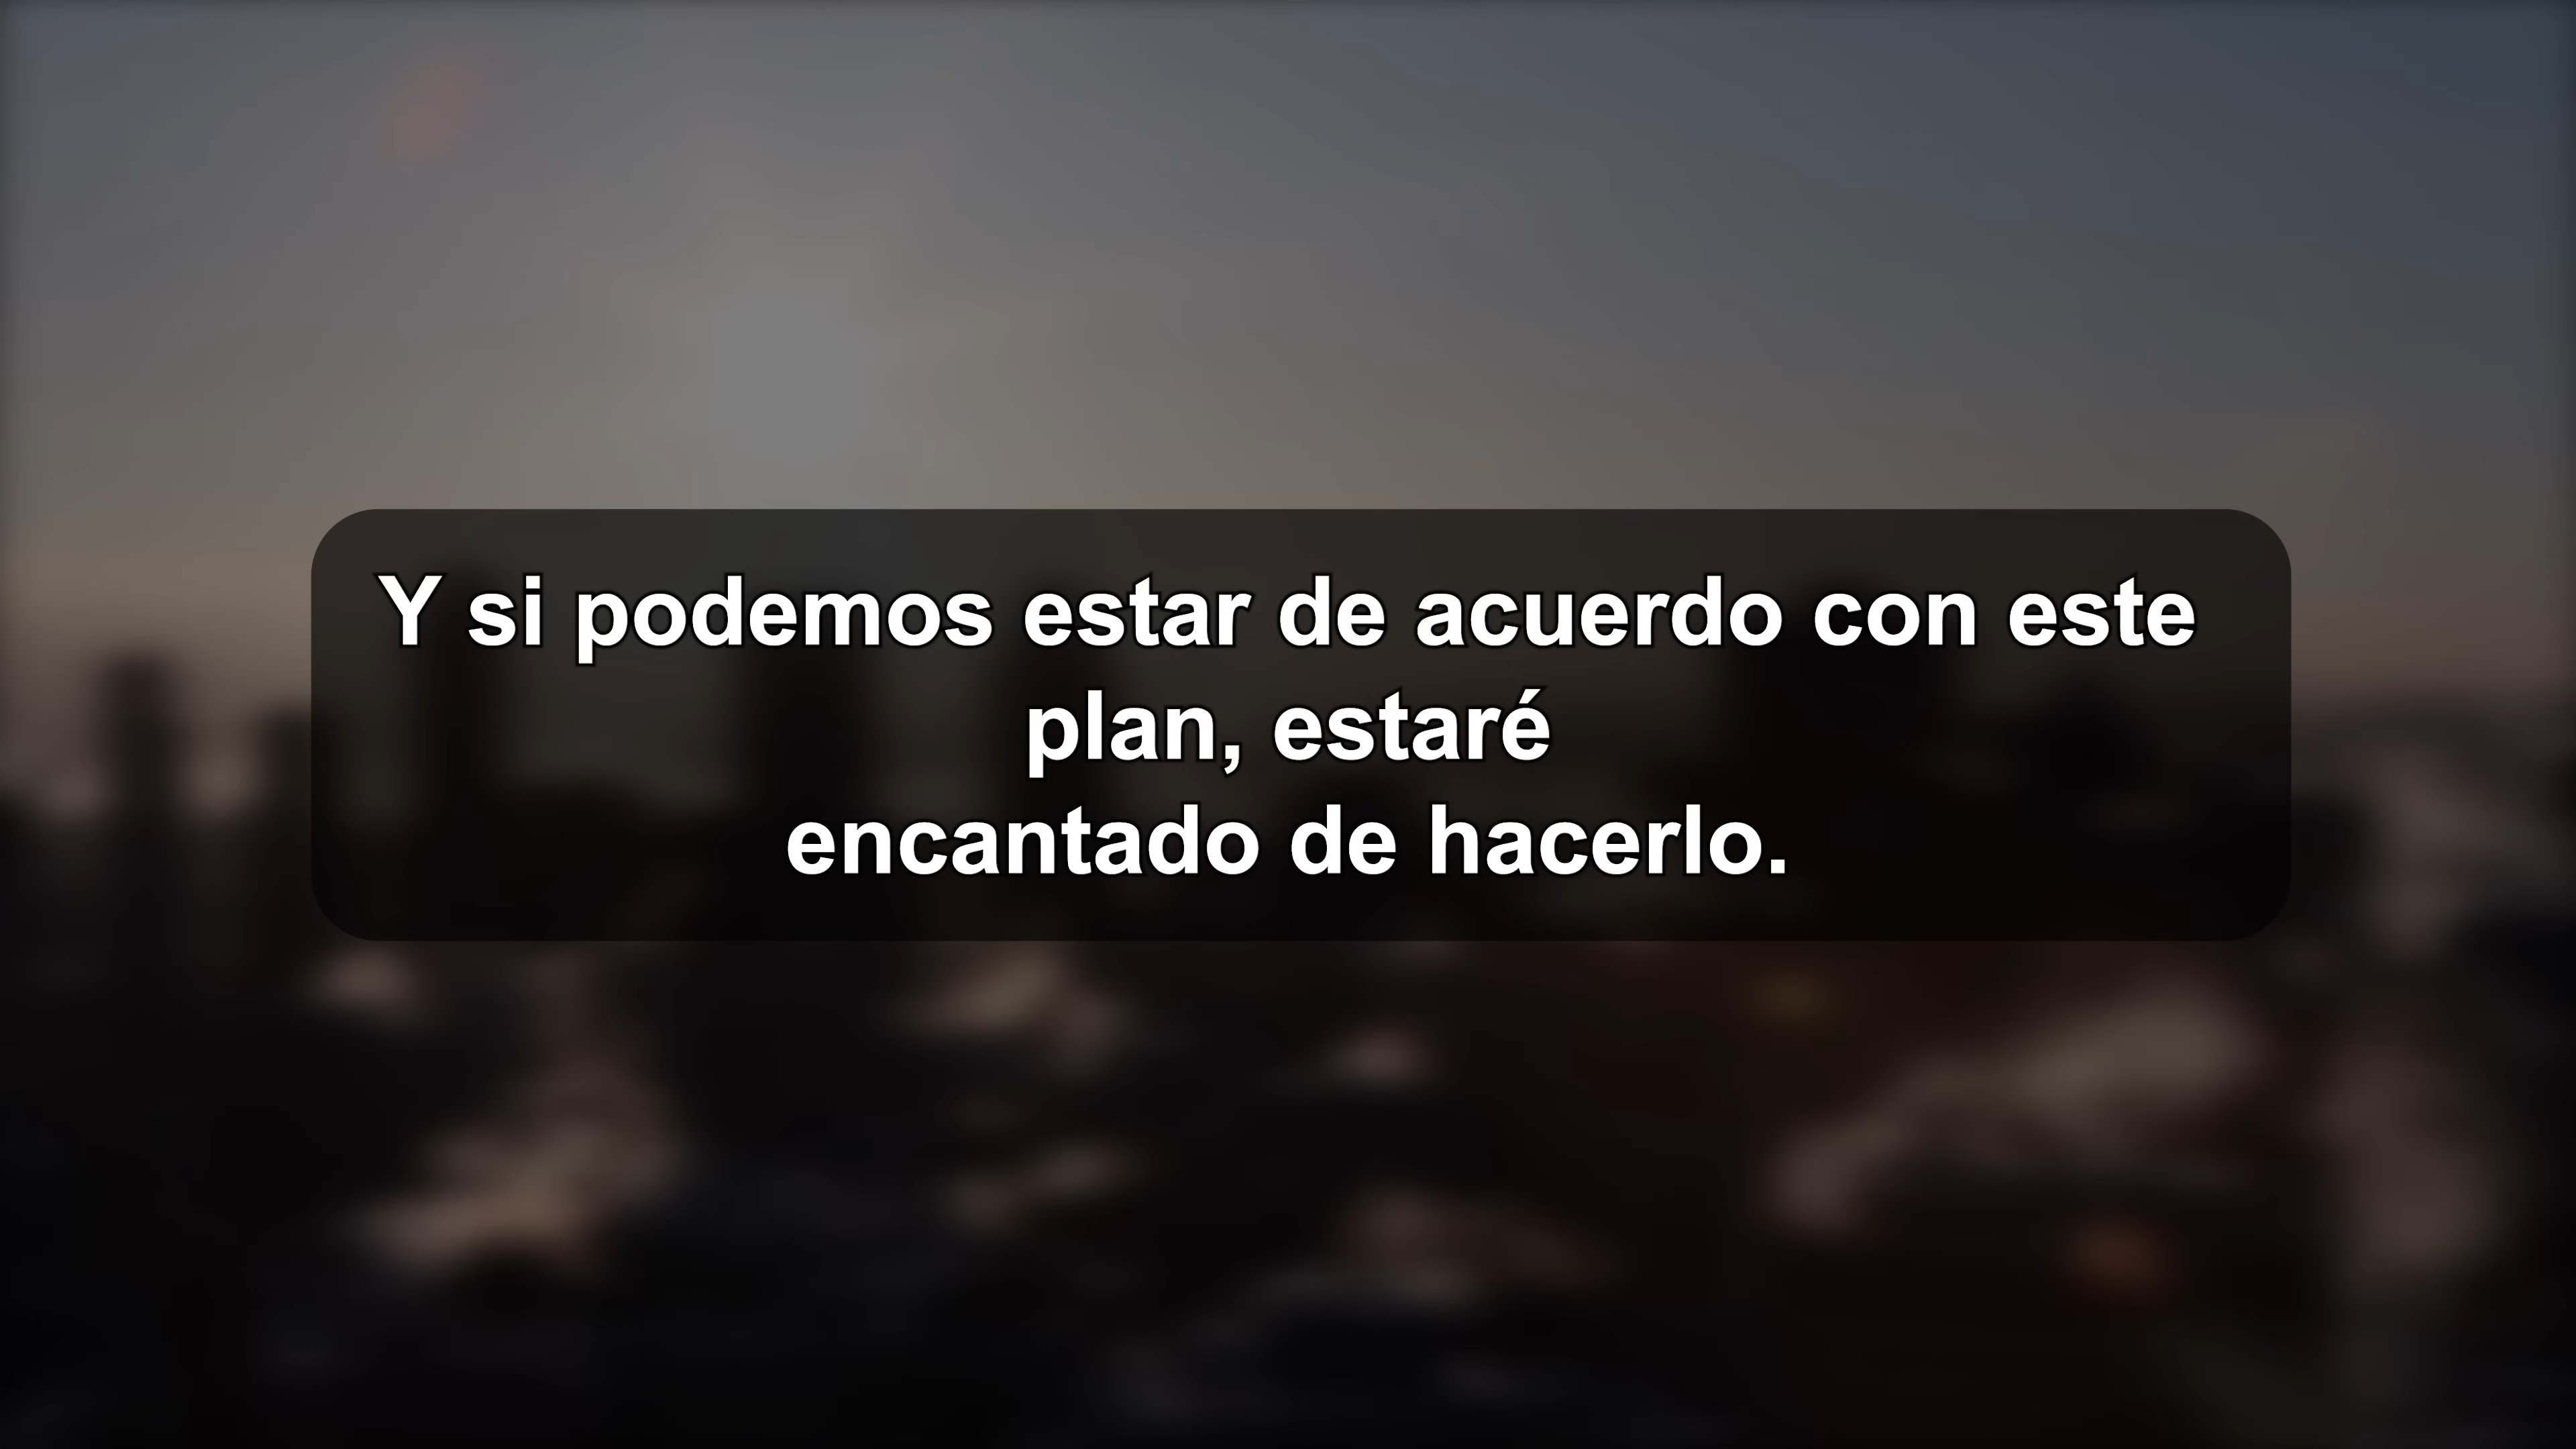 Y si podemos estar de acuerdo con este
plan, estaré
encantado de hacerlo.